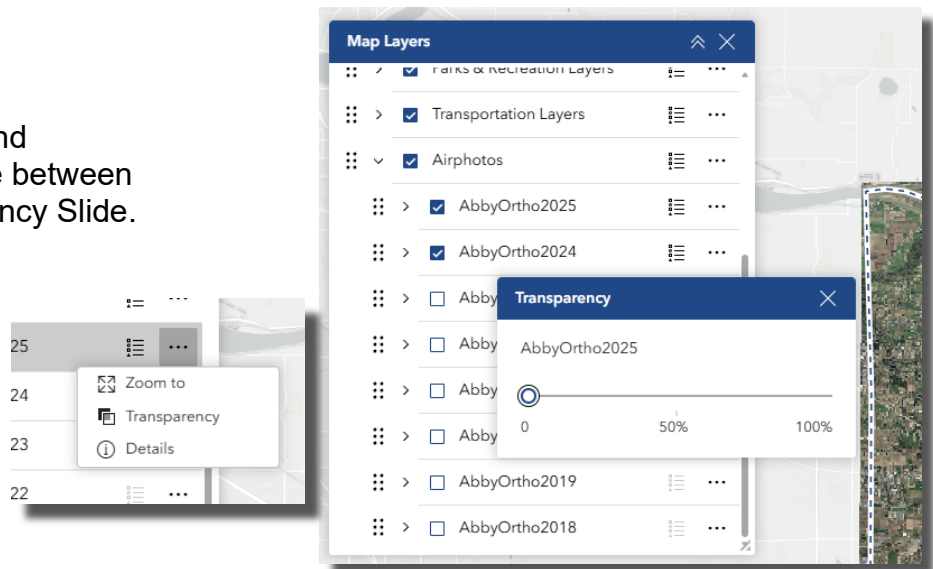 nd
e between
ncy Slide.
25
Zoom to
24
Transparency
23
Details
22
Map Layers
Parks & Recreation Layers
Transportation Layers
Airphotos
AbbyOrtho2025
AbbyOrtho2024
Abby
Transparency
Abby
AbbyOrtho2025
Abby
Abby
0 50% 100%
AbbyOrtho2019
AbbyOrtho2018